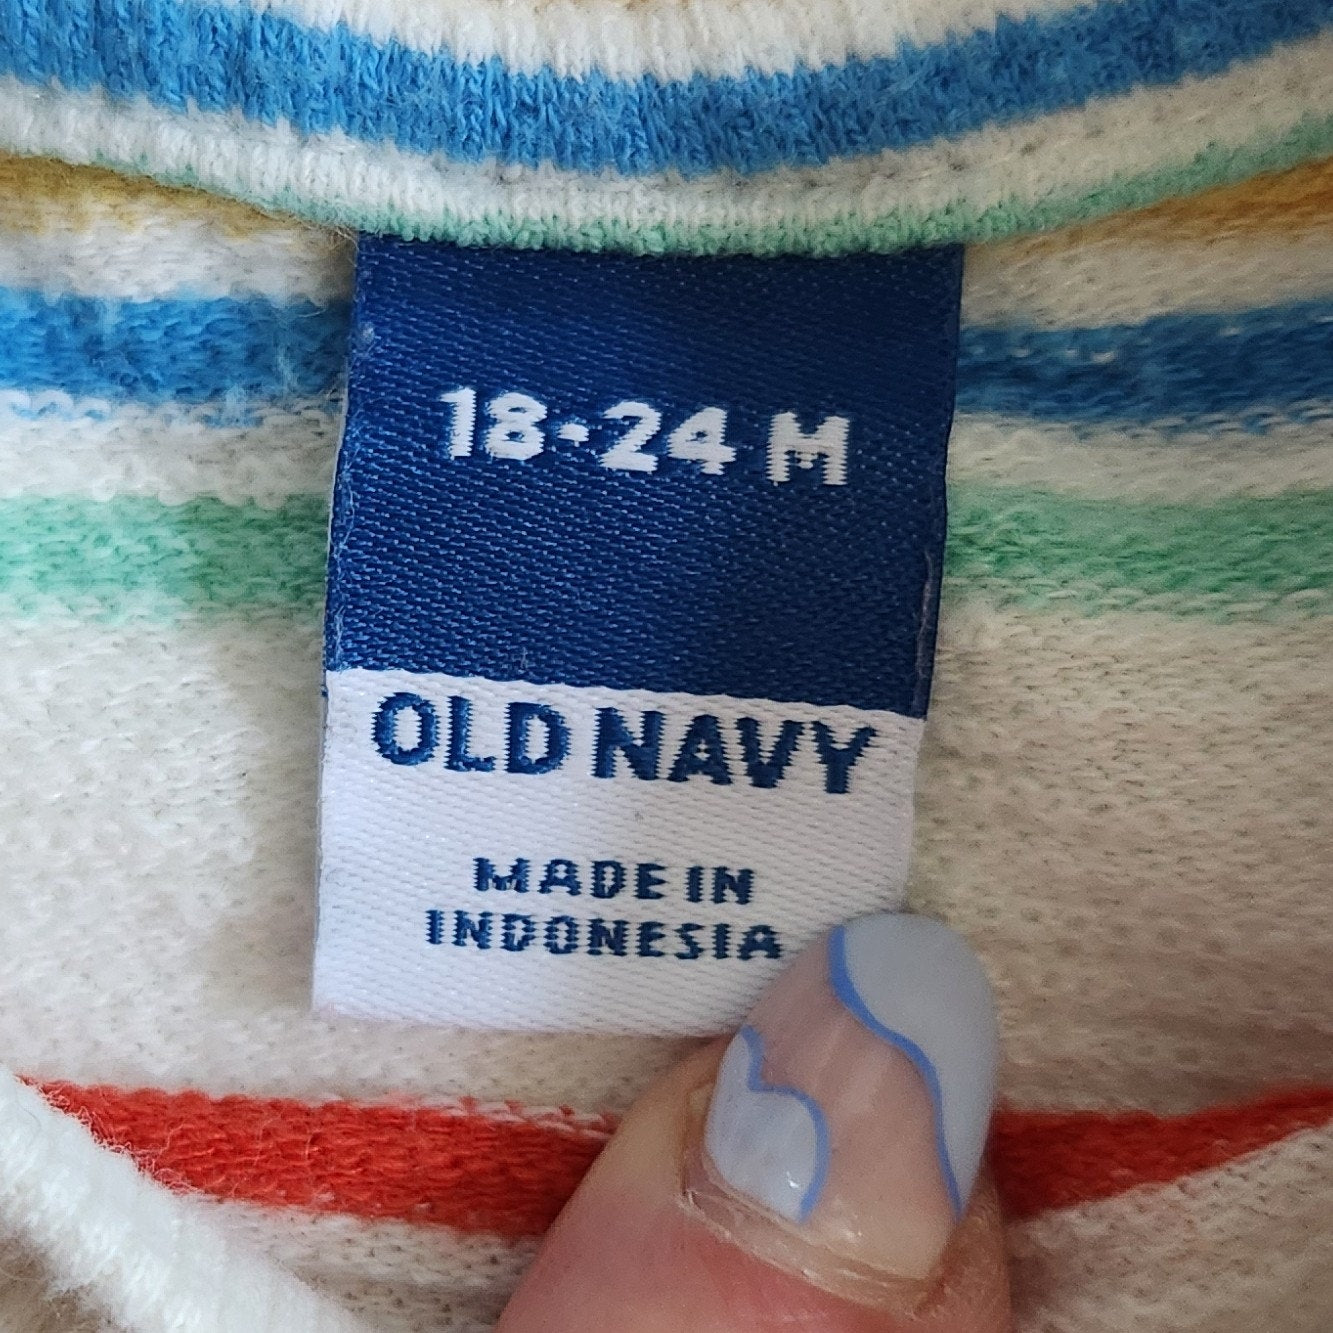 18-24 M
OLD NAVY
MADE IN
INDONESIA